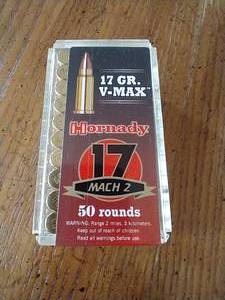 17 GR.
V-MAX™
Hornady
17
MACH 2
50 rounds
WARNING: Range 2 miles, 3 kilometers.
Keep out of reach of children
Read all warnings before use.